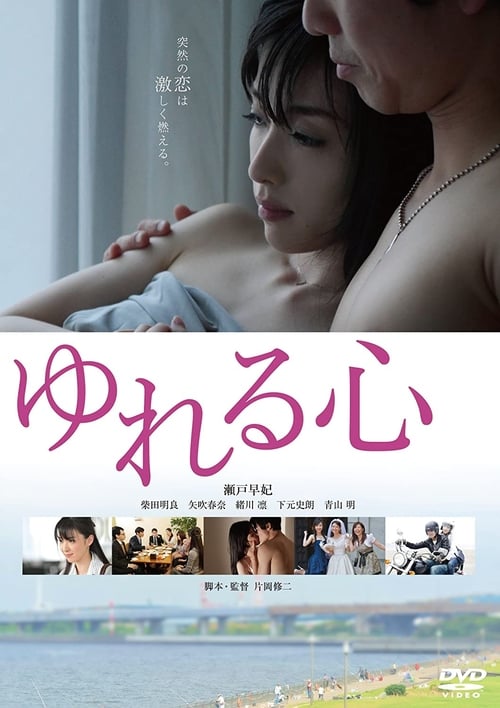 突然の恋は
激しく燃える。
ゆれる心
瀬戸早妃
柴田明良 矢吹春奈 緒川凛 下元史朗 青山 明
脚本・監督 片岡修二
DVD
VIDEO